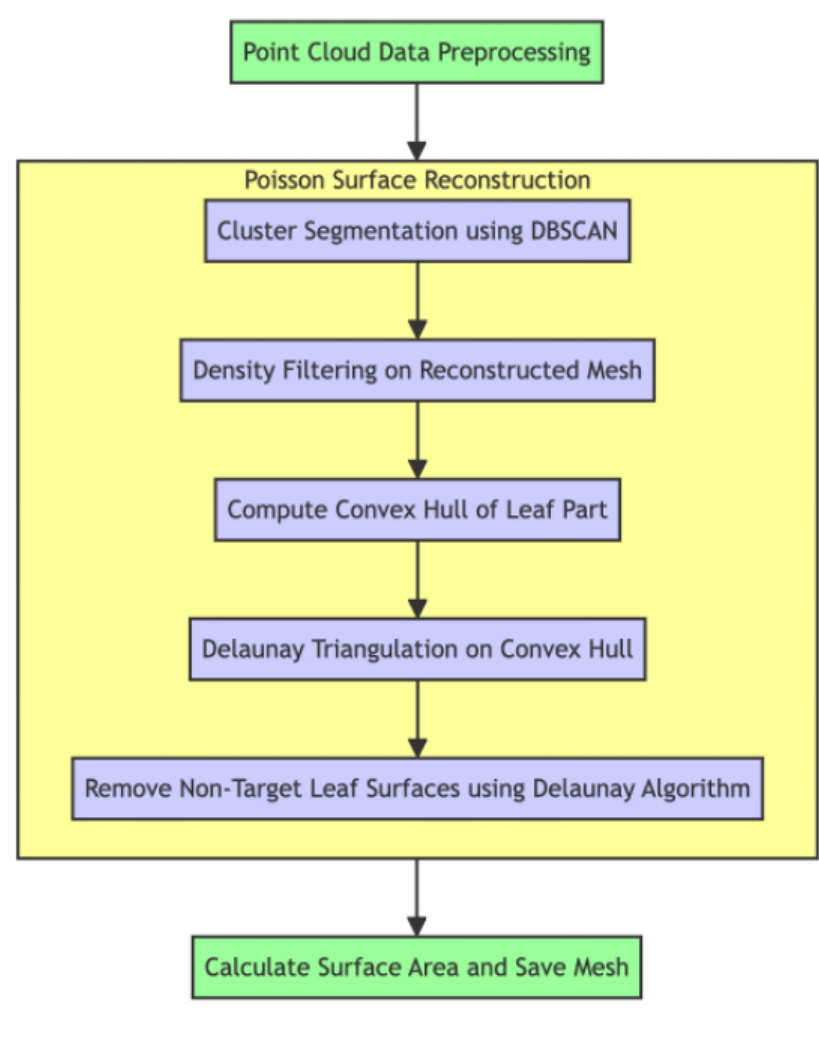 Point Cloud Data Preprocessing
Poisson Surface Reconstruction
Cluster Segmentation using DBSCAN
Density Filtering on Reconstructed Mesh
Compute Convex Hull of Leaf Part
Delaunay Triangulation on Convex Hull
Remove Non-Target Leaf Surfaces using Delaunay Algorithm
Calculate Surface Area and Save Mesh